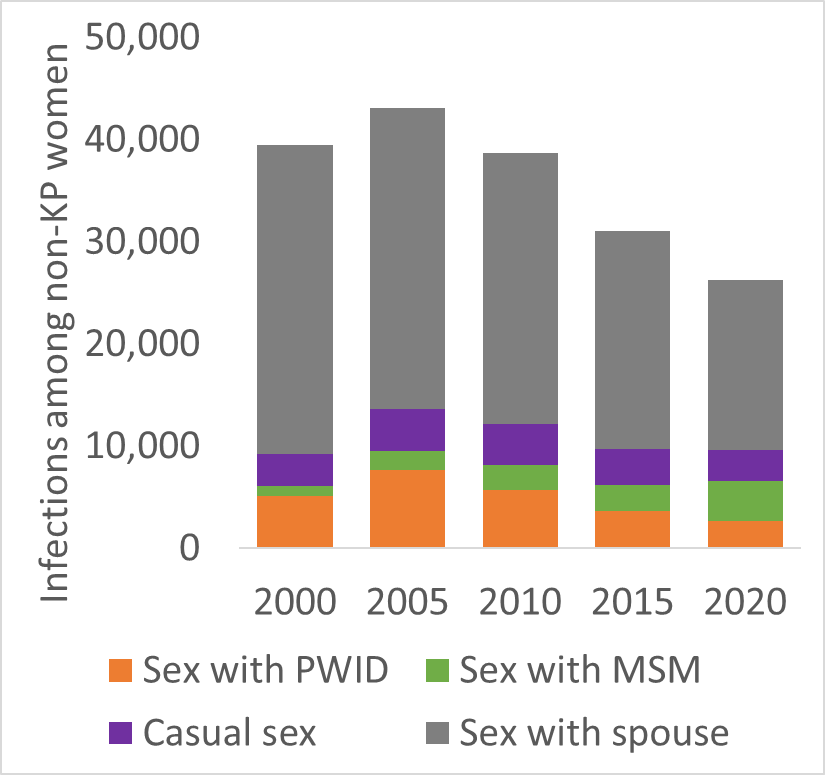 Infections among non-KP women
50,000
40,000
30,000
20,000
10,000
0
2000 2005 2010 2015 2020
Sex with PWID Sex with MSM
Casual sex Sex with spouse